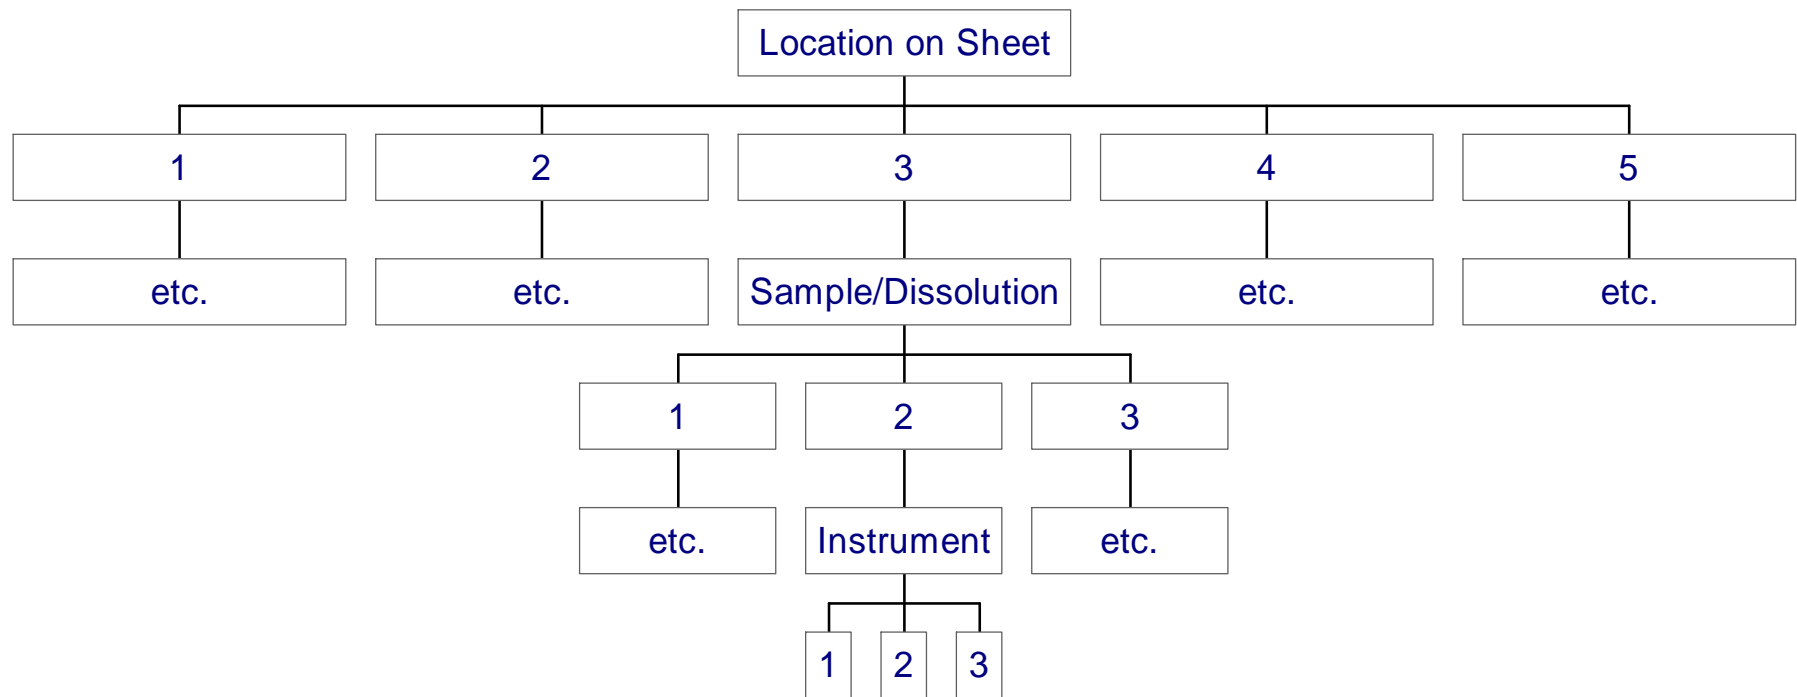 Location on Sheet
1
2
3
4
5
etc.
etc.
Sample/Dissolution
etc.
etc.
1
2
3
etc.
Instrument
etc.
1
2
3